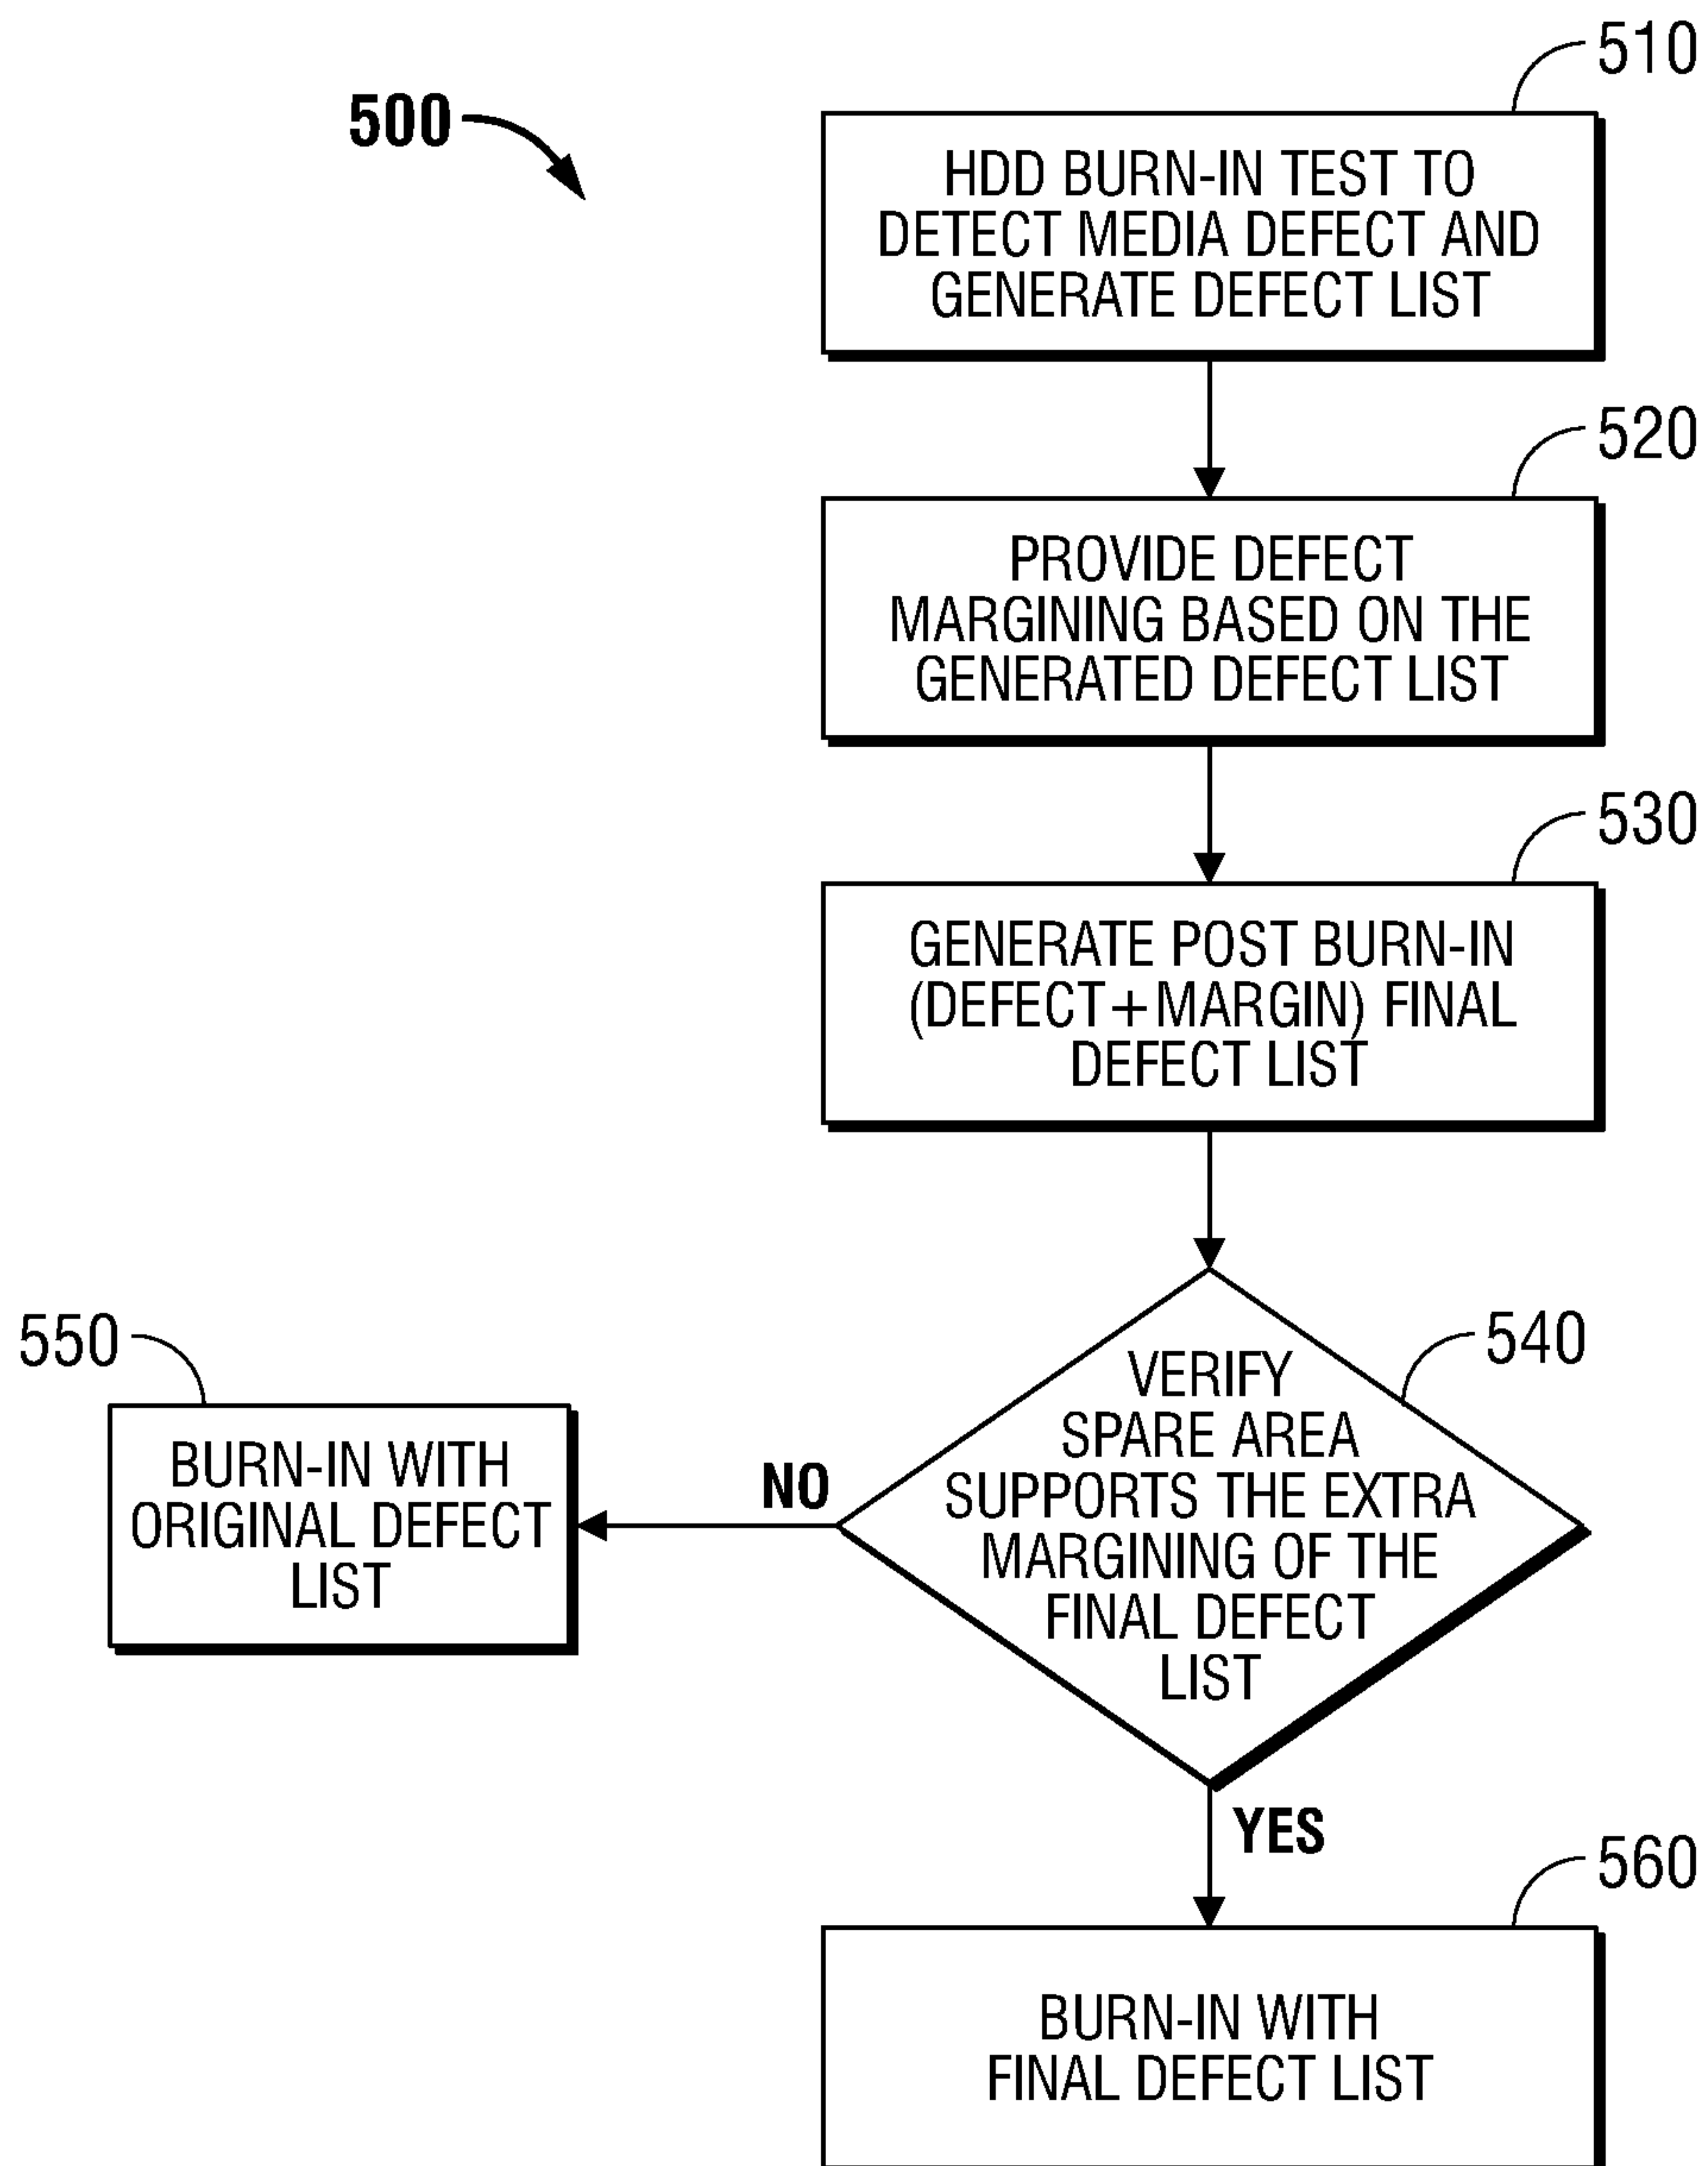 500
510
HDD BURN-IN TEST TO
DETECT MEDIA DEFECT AND
GENERATE DEFECT LIST
520
PROVIDE DEFECT
MARGINING BASED ON THE
GENERATED DEFECT LIST
530
GENERATE POST BURN-IN
(DEFECT+MARGIN) FINAL
DEFECT LIST
540
VERIFY
SPARE AREA
SUPPORTS THE EXTRA
MARGINING OF THE
FINAL DEFECT
LIST
NO
550
BURN-IN WITH
ORIGINAL DEFECT
LIST
YES
560
BURN-IN WITH
FINAL DEFECT LIST